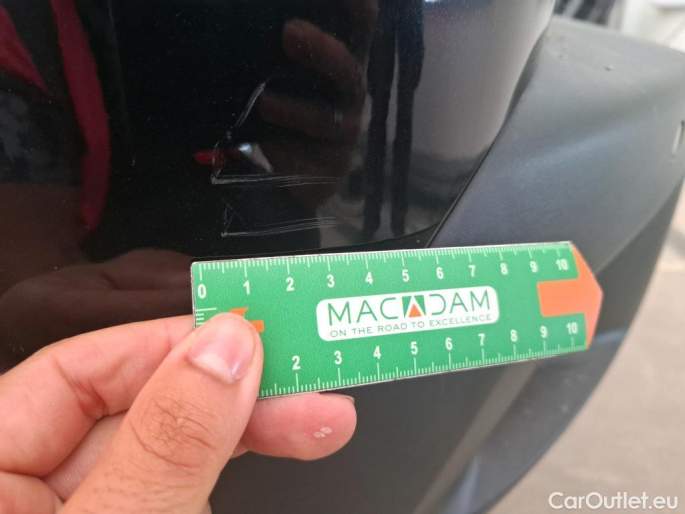 0 1 2 3 4 5 6 7 8 9 10
MACADAM
ON THE ROAD TO EXCELLENCE
2 3 4 5 6 7 8 9 10
CarOutlet.eu